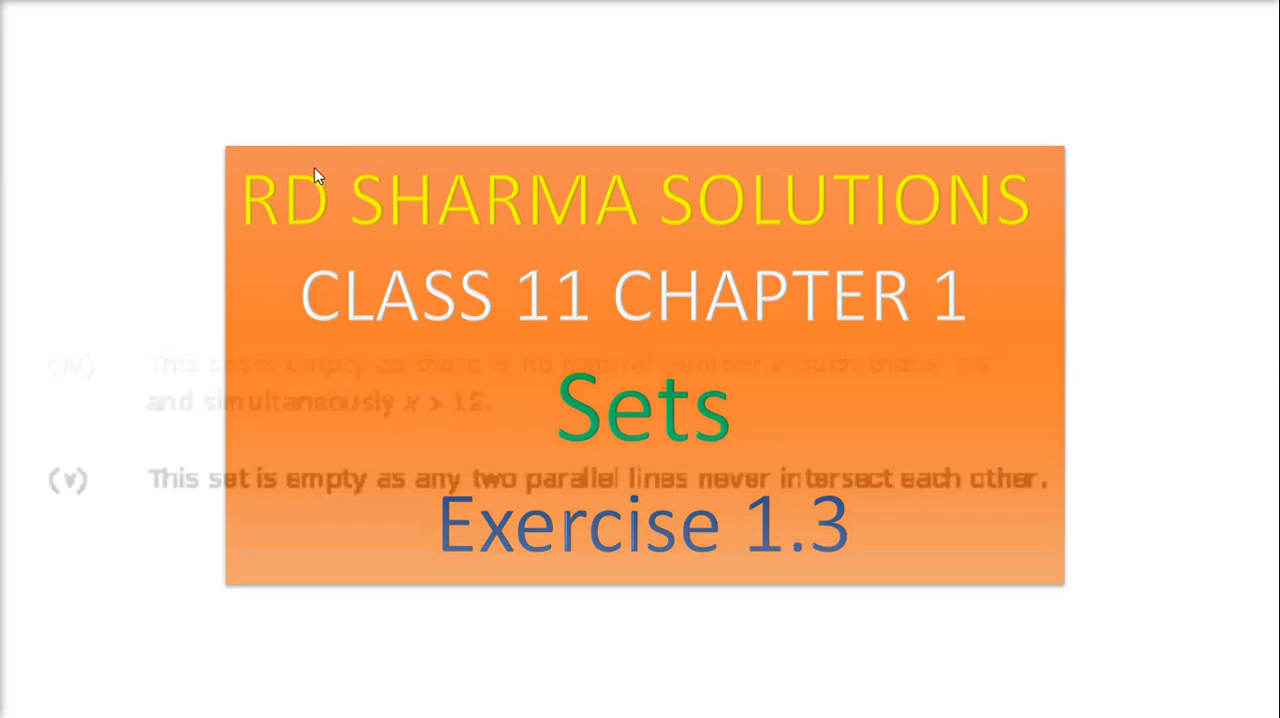 RD SHARMA SOLUTIONS
CLASS 11 CHAPTER 1
(iv) This set is empty as there is no natural number x such that x < 6
and simultaneously x > 12.
Sets
(v) This set is empty as any two parallel lines never intersect each other.
Exercise 1.3